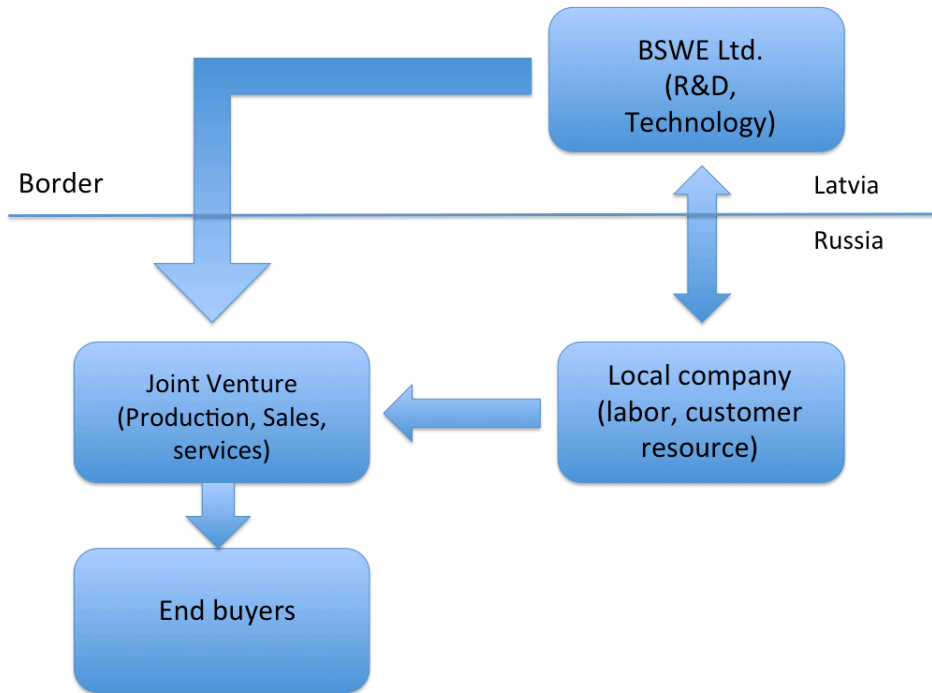 BSWE Ltd.
(R&D,
Technology)
Border
Latvia
Russia
Joint Venture
(Production, Sales,
services)
Local company
(labor, customer
resource)
End buyers